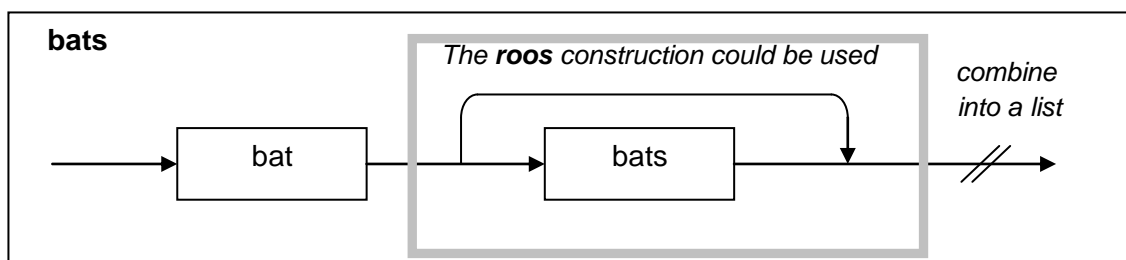 bats
The roos construction could be used
combine
into a list
bat
bats